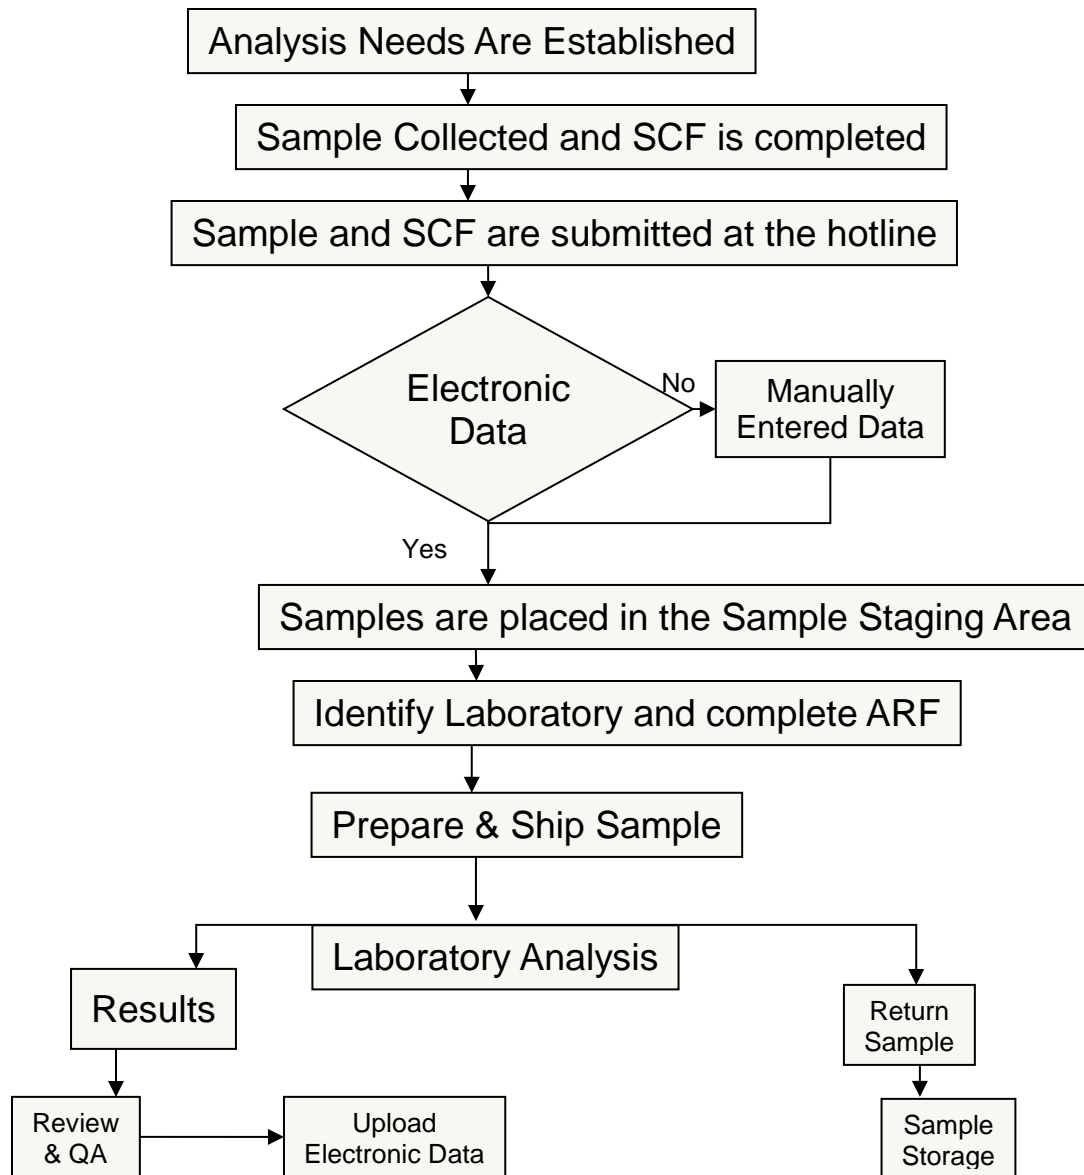 Analysis Needs Are Established
Sample Collected and SCF is completed
Sample and SCF are submitted at the hotline
Electronic
Data
No
Manually
Entered Data
Yes
Samples are placed in the Sample Staging Area
Identify Laboratory and complete ARF
Prepare & Ship Sample
Laboratory Analysis
Results
Return
Sample
Review
& QA
Upload
Electronic Data
Sample
Storage